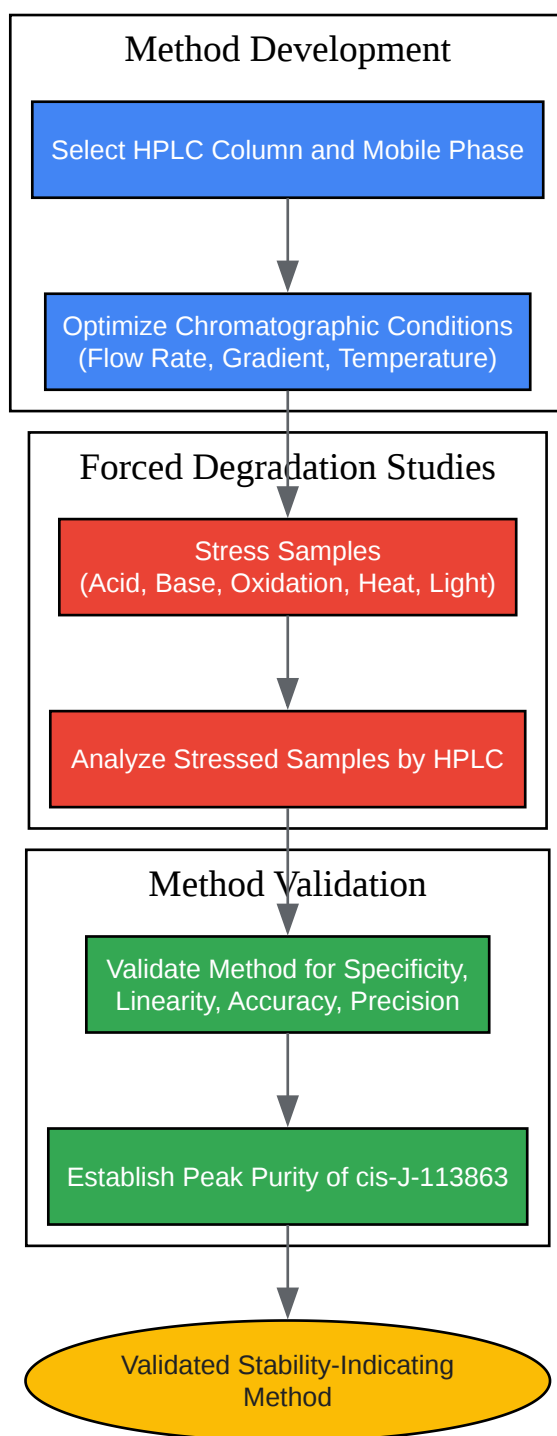 Method Development
Select HPLC Column and Mobile Phase
Optimize Chromatographic Conditions
(Flow Rate, Gradient, Temperature)
Forced Degradation Studies
Stress Samples
(Acid, Base, Oxidation, Heat, Light)
Analyze Stressed Samples by HPLC
Method Validation
Validate Method for Specificity,
Linearity, Accuracy, Precision
Establish Peak Purity of cis-J-113863
Validated Stability-Indicating
Method